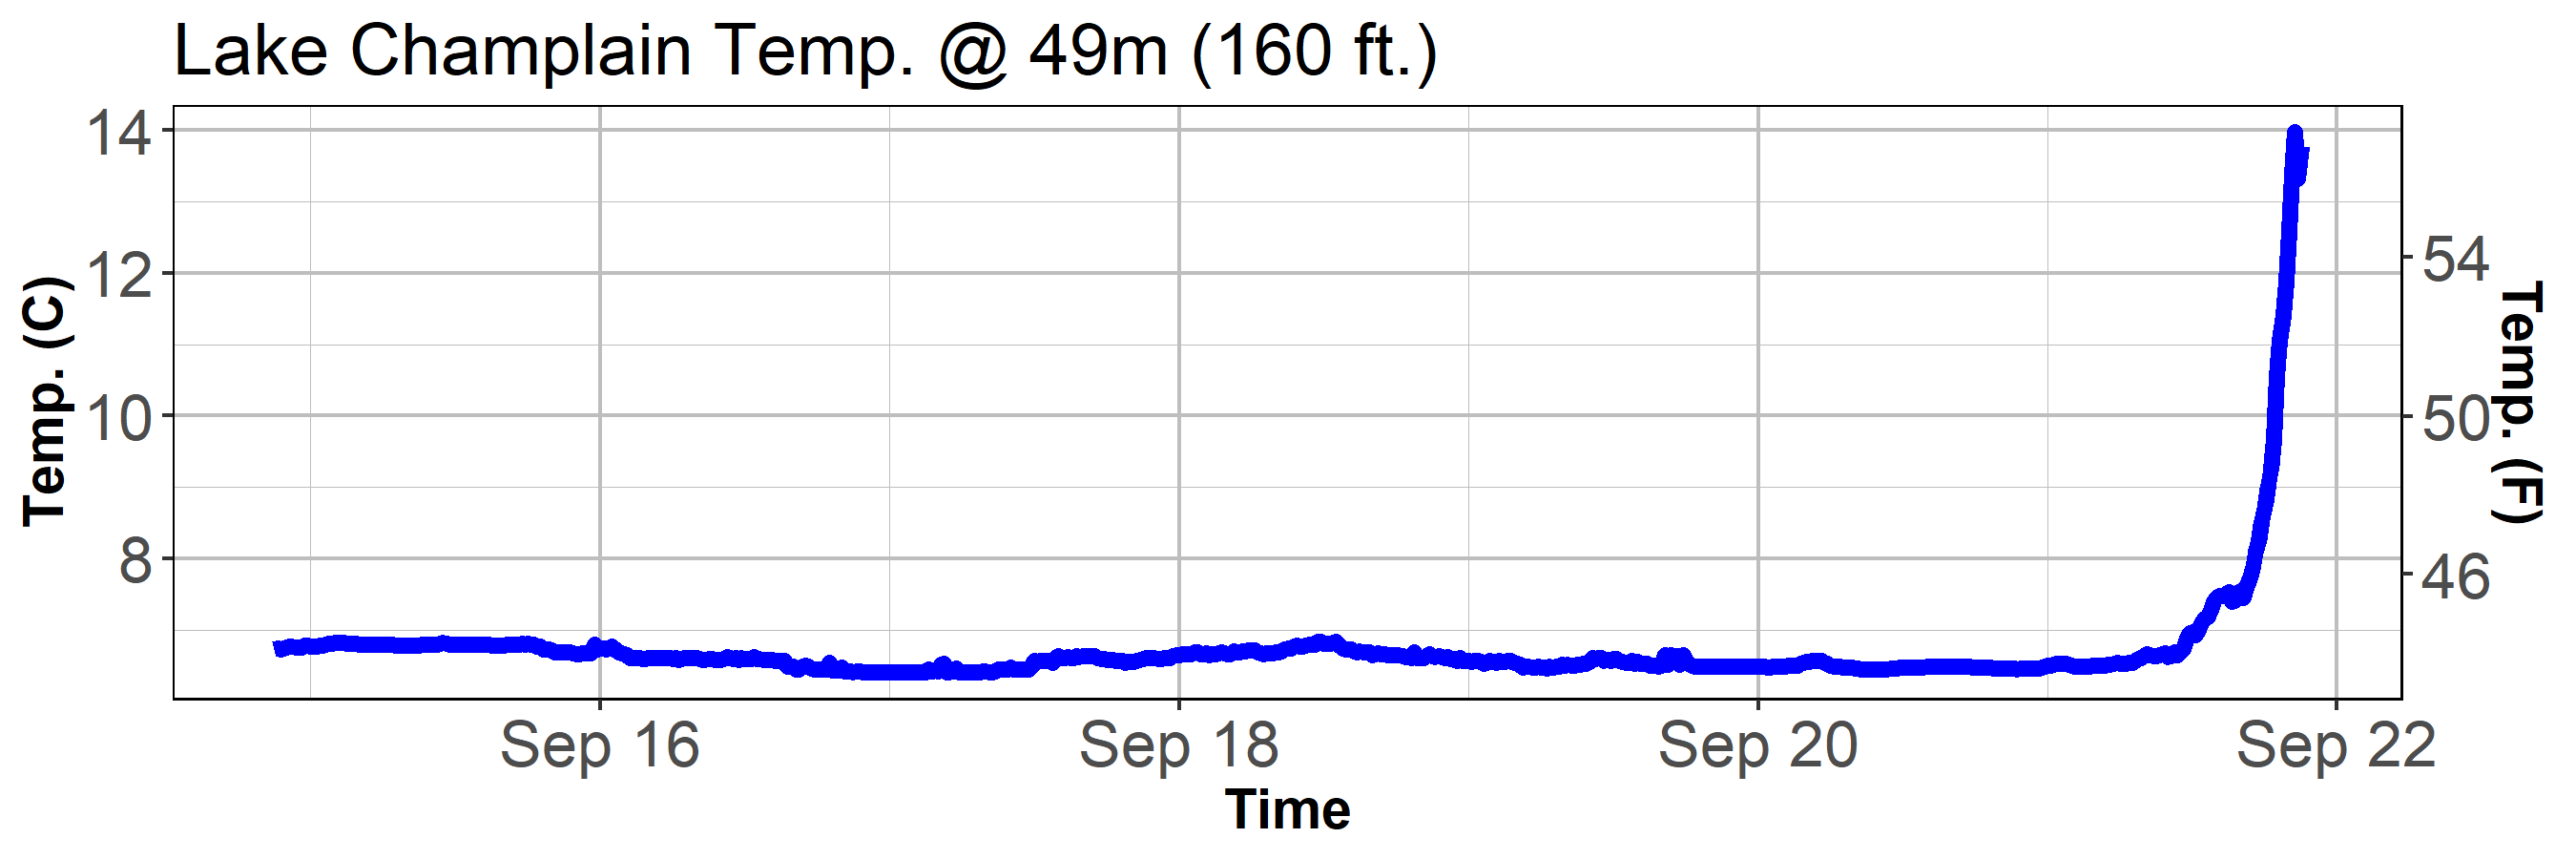 Lake Champlain Temp. @ 49m (160 ft.)
14
12
10
8
Temp. (C)
54
50
46
Temp. (F)
Sep 16
Sep 18
Sep 20
Sep 22
Time